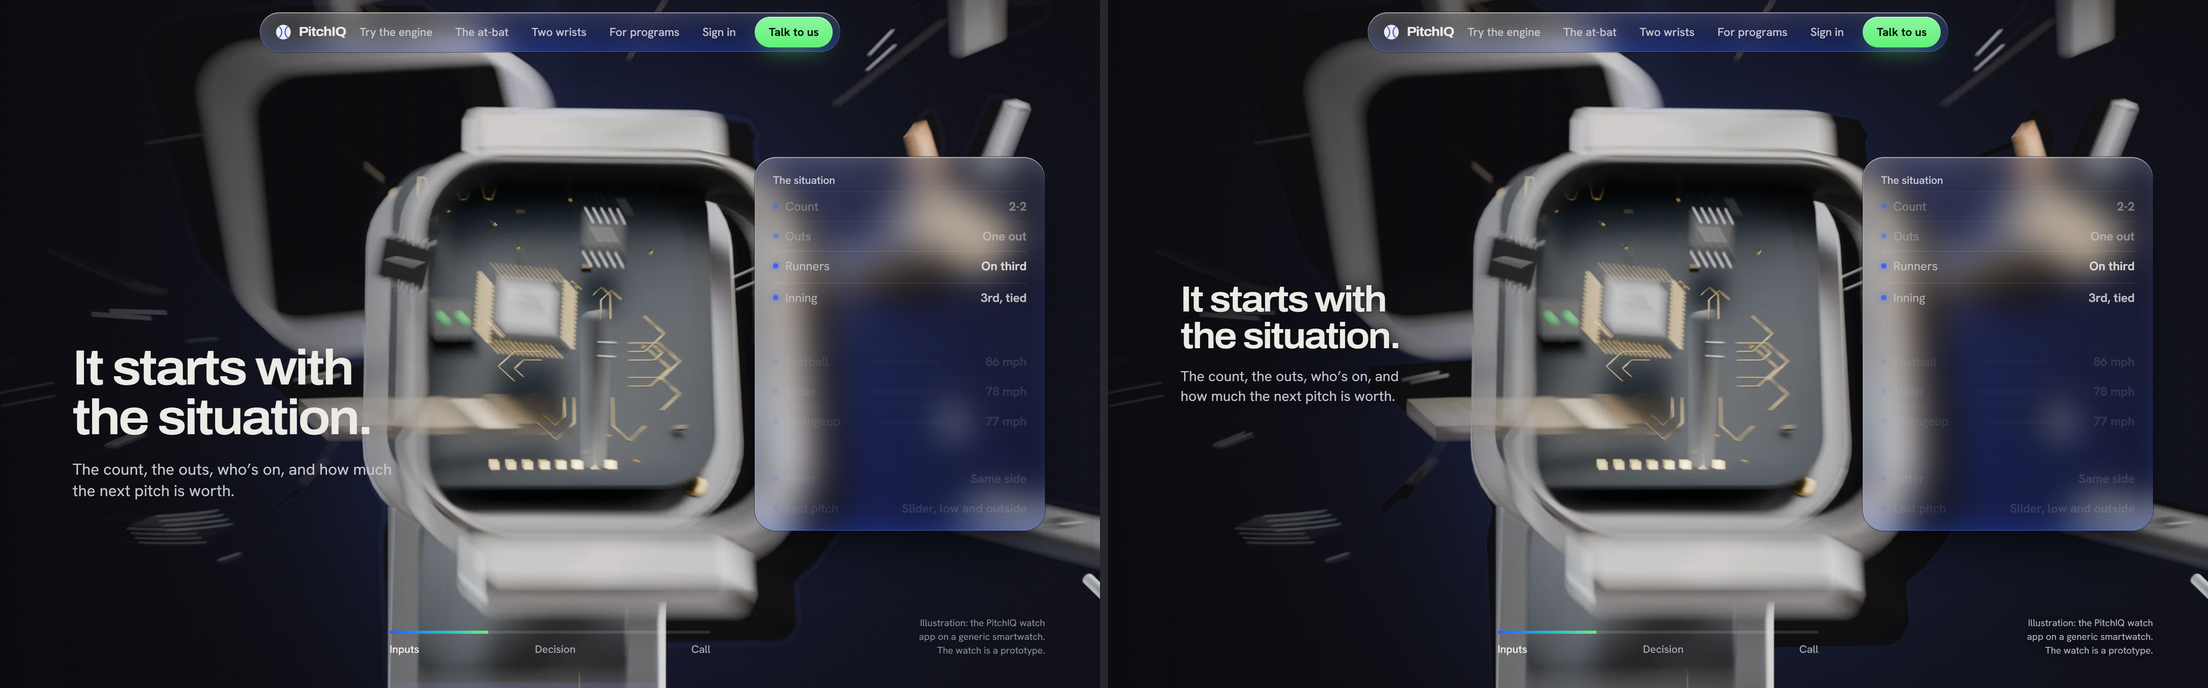 PitchIQ Try the engine The at-bat Two wrists For programs Sign in Talk to us
The situation
Count 2-2
Outs One out
Runners On third
Inning 3rd, tied
86 mph
78 mph
Changeup 77 mph
Same side
Last pitch Slider, low and outside
It starts with
the situation.
The count, the outs, who’s on, and how much
the next pitch is worth.
Inputs Decision Call
Illustration: the PitchIQ watch
app on a generic smartwatch.
The watch is a prototype.
PitchIQ Try the engine The at-bat Two wrists For programs Sign in Talk to us
The situation
Count 2-2
Outs One out
Runners On third
Inning 3rd, tied
86 mph
78 mph
Changeup 77 mph
Same side
Last pitch Slider, low and outside
It starts with
the situation.
The count, the outs, who’s on, and
how much the next pitch is worth.
Inputs Decision Call
Illustration: the PitchIQ watch
app on a generic smartwatch.
The watch is a prototype.